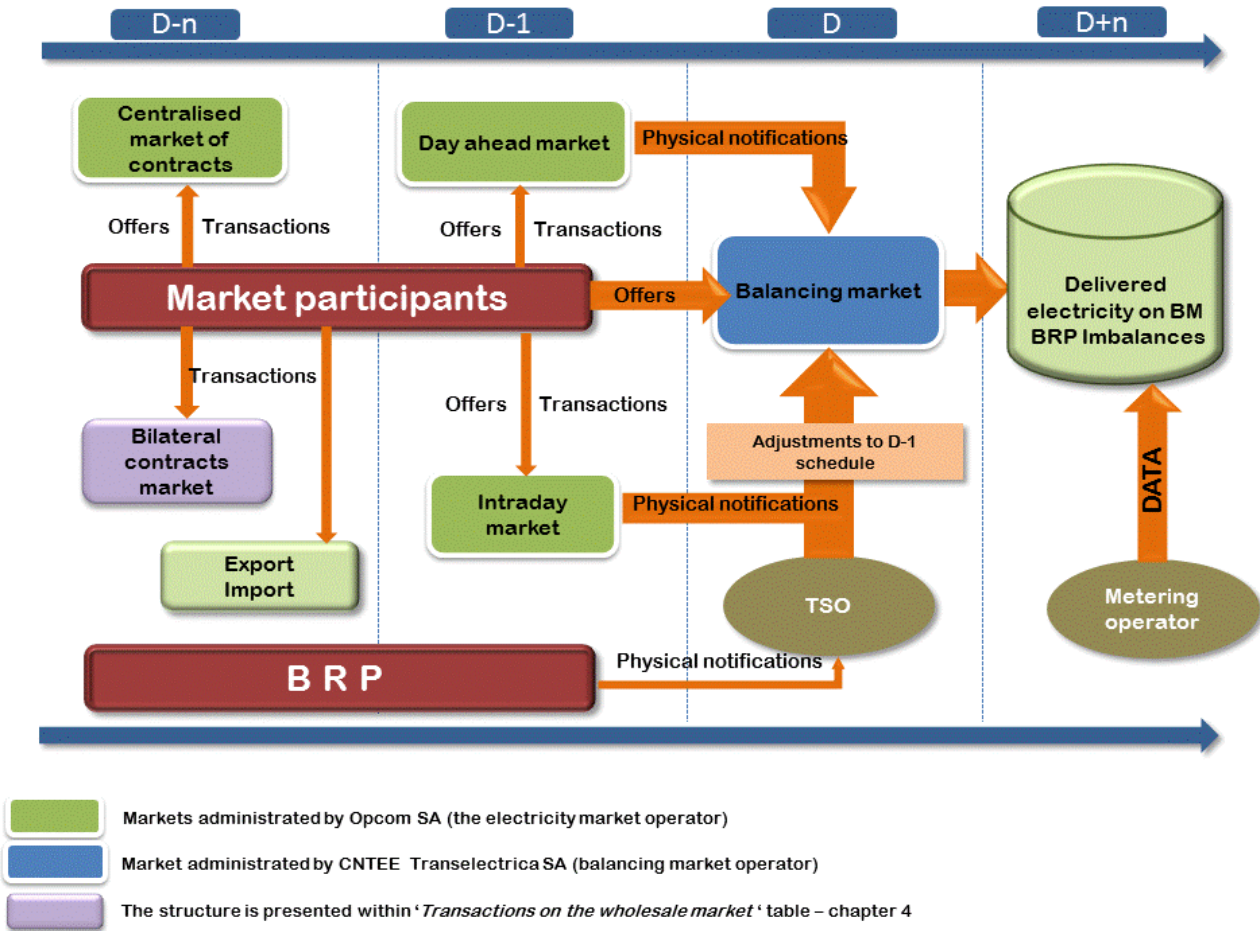 D-n
D-1
D
D+n
Centralised
market of
contracts
Day ahead market
Physical notifications
Offers
Transactions
Offers
Transactions
Market participants
Offers
Balancing market
Delivered
electricity on BM
BRP Imbalances
Transactions
Offers
Transactions
Bilateral
contracts
market
Adjustments to D-1
schedule
Intraday
market
Physical notifications
DATA
Export
Import
TSO
Metering
operator
B R P
Physical notifications
Markets administrated by Opcom SA (the electricity market operator)
Market administrated by CNTEE Transelectrica SA (balancing market operator)
The structure is presented within ‘Transactions on the wholesale market ‘ table – chapter 4